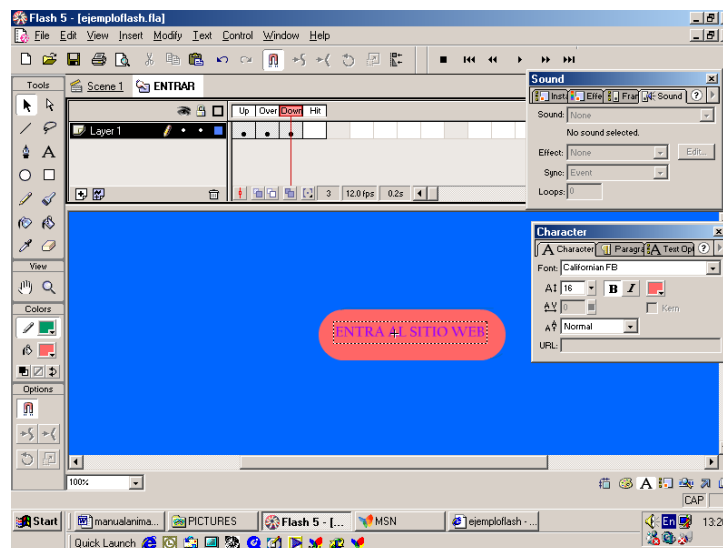 Flash 5 - [ejemploflash.fla]
File Edit View Insert Modify Text Control Window Help
Tools
Scene 1 ENTRAR
Up Over Down Hit
Layer 1
3 12.0 fps 0.2s
View
Colors
Options
Sound
Inst Effe Frar Sound ?
Sound: None
No sound selected.
Effect: None Edit...
Sync: Event
Loops: 0
Character
A Character Paragra A Text Opt ?
Font: Californian FB
16 B I
0 Kern
Normal
URL:
ENTRA AL SITIO WEB
100%
CAP
Start manualanima... PICTURES Flash 5 - [... MSN ejemploflash - ... En
Quick Launch